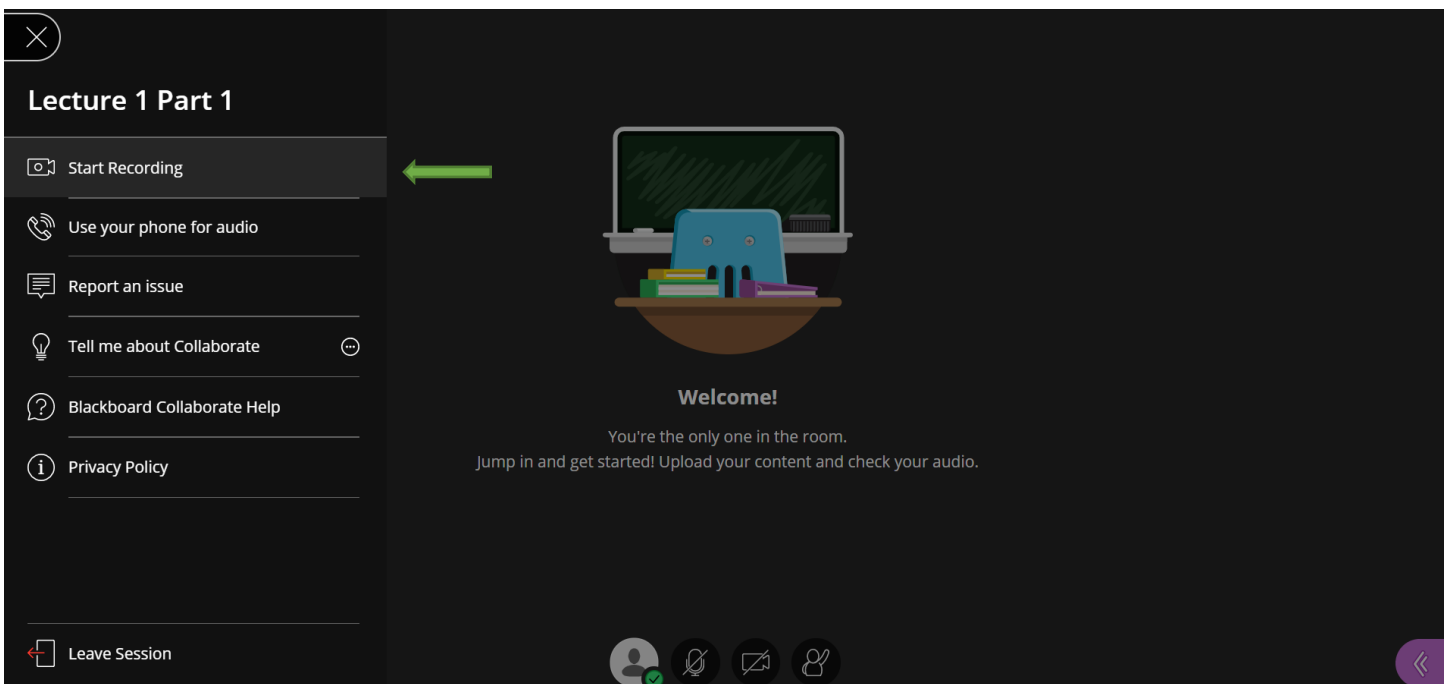 Lecture 1 Part 1
Start Recording
Use your phone for audio
Report an issue
Tell me about Collaborate
Blackboard Collaborate Help
Privacy Policy
Leave Session
Welcome!
You're the only one in the room.
Jump in and get started! Upload your content and check your audio.